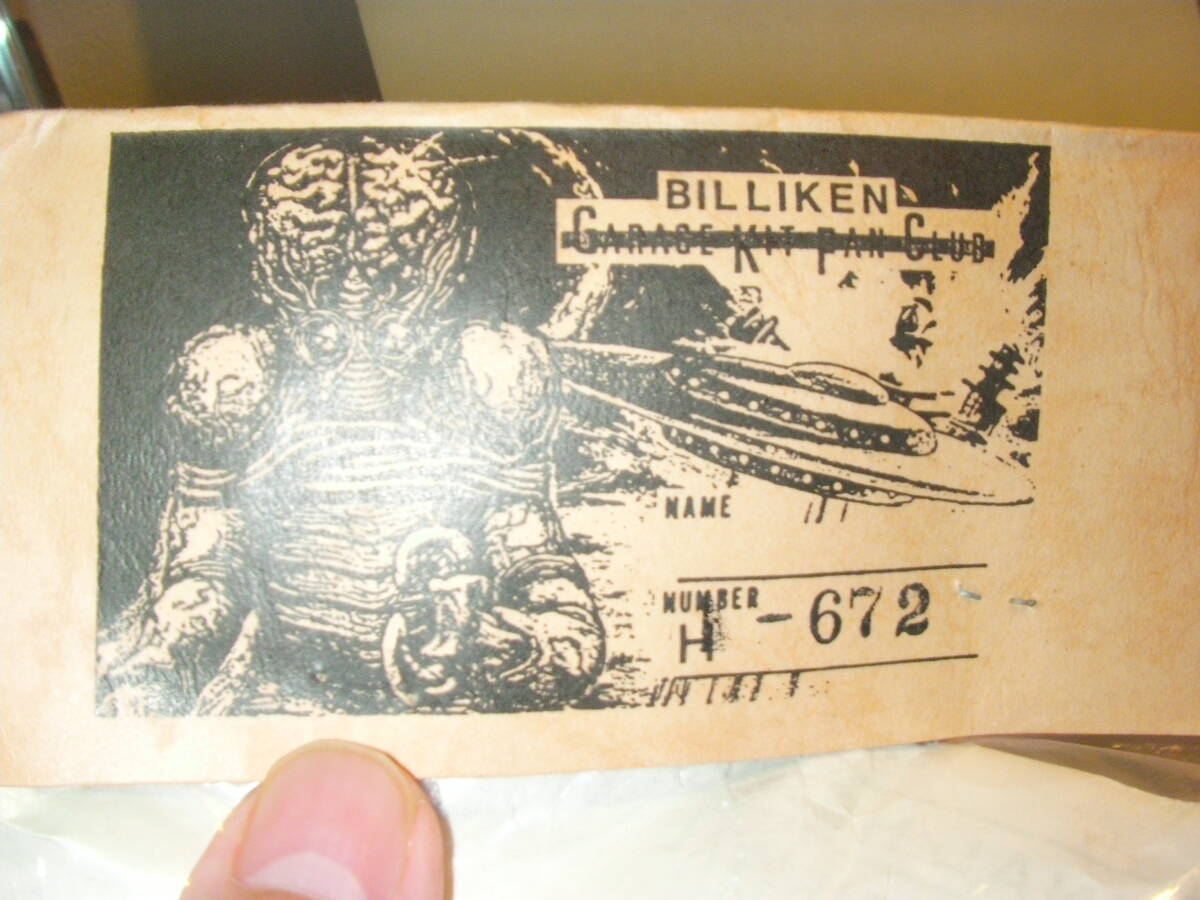 BILLIKEN
GARAGE KIT FAN CLUB
NAME
NUMBER
H - 672